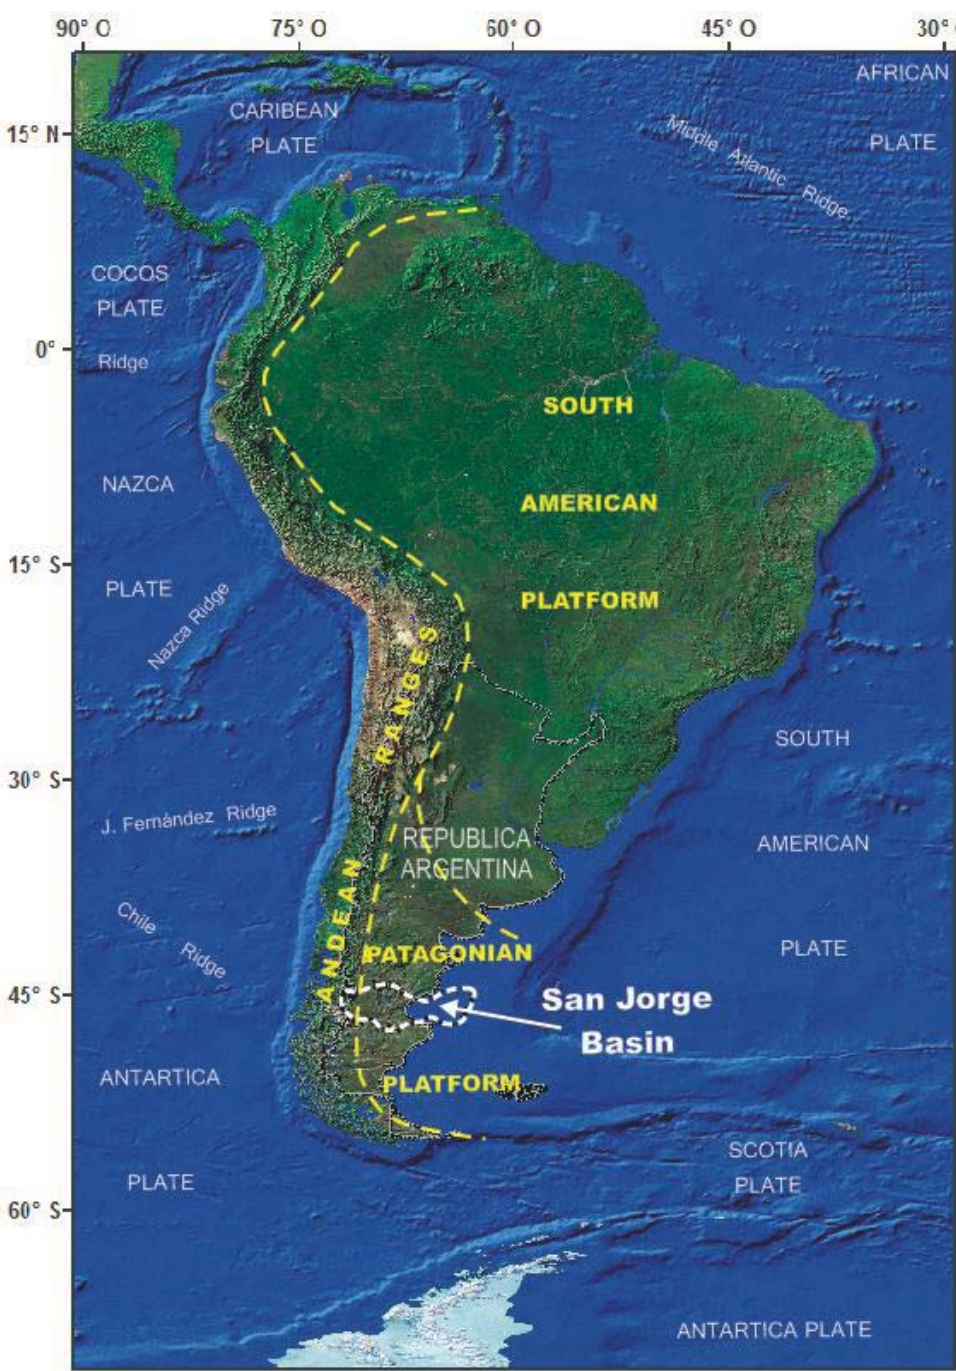 90° O 75° O 60° O 45° O 30° O
AFRICAN
PLATE
CARIBEAN
PLATE
Middle Atlantic Ridge
15° N
COCOS
PLATE
0°
Ridge
SOUTH
AMERICAN
PLATFORM
NAZCA
PLATE
15° S
Nazca Ridge
ANDEAN RANGES
SOUTH
AMERICAN
PLATE
30° S
J. Fernàndez Ridge
REPUBLICA
ARGENTINA
Chile Ridge
PATAGONIAN
PLATFORM
45° S
San Jorge
Basin
ANTARTICA
PLATE
SCOTIA
PLATE
60° S
ANTARTICA PLATE